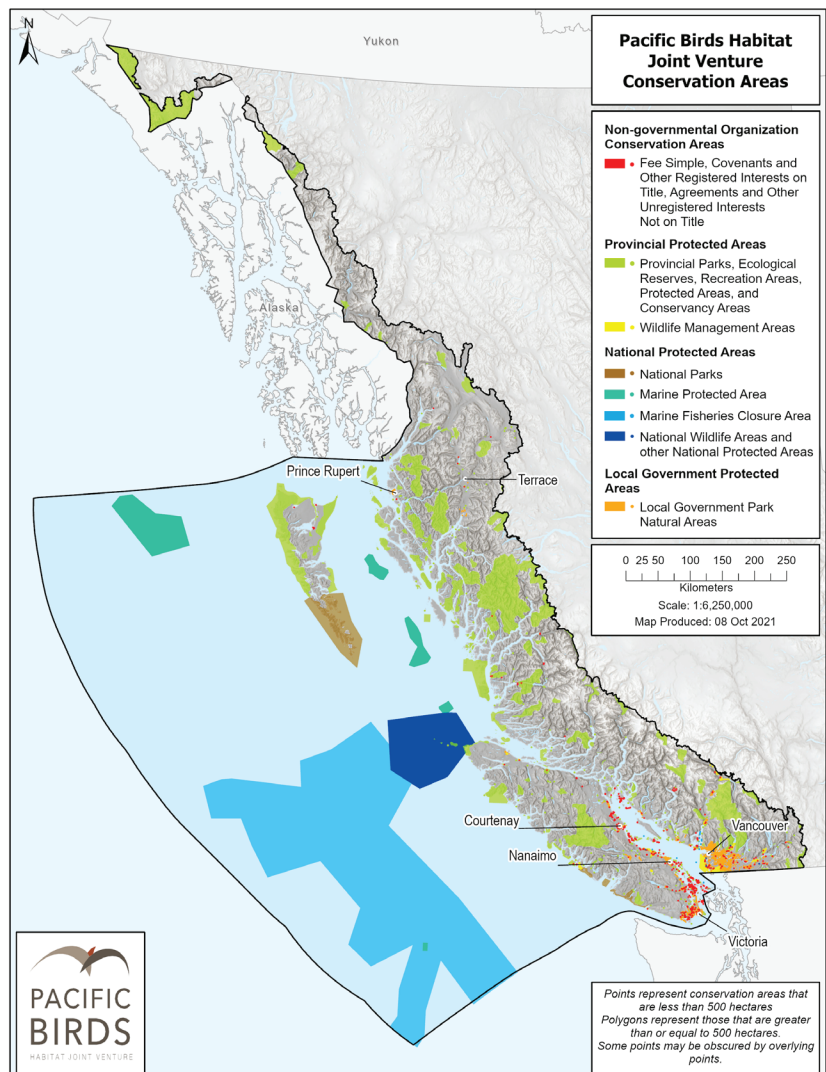 N
Yukon
Pacific Birds Habitat
Joint Venture
Conservation Areas
Non-governmental Organization
Conservation Areas
Fee Simple, Covenants and
Other Registered Interests on
Title, Agreements and Other
Unregistered Interests
Not on Title
Provincial Protected Areas
Provincial Parks, Ecological
Reserves, Recreation Areas,
Protected Areas, and
Conservancy Areas
Wildlife Management Areas
National Protected Areas
National Parks
Marine Protected Area
Marine Fisheries Closure Area
National Wildlife Areas and
other National Protected Areas
Local Government Protected
Areas
Local Government Park
Natural Areas
0 25 50 100 150 200 250
Kilometers
Scale: 1:6,250,000
Map Produced: 08 Oct 2021
Alaska
Prince Rupert
Terrace
Courtenay
Vancouver
Nanaimo
Victoria
PACIFIC
BIRDS
HABITAT JOINT VENTURE
Points represent conservation areas that
are less than 500 hectares
Polygons represent those that are greater
than or equal to 500 hectares.
Some points may be obscured by overlying
points.